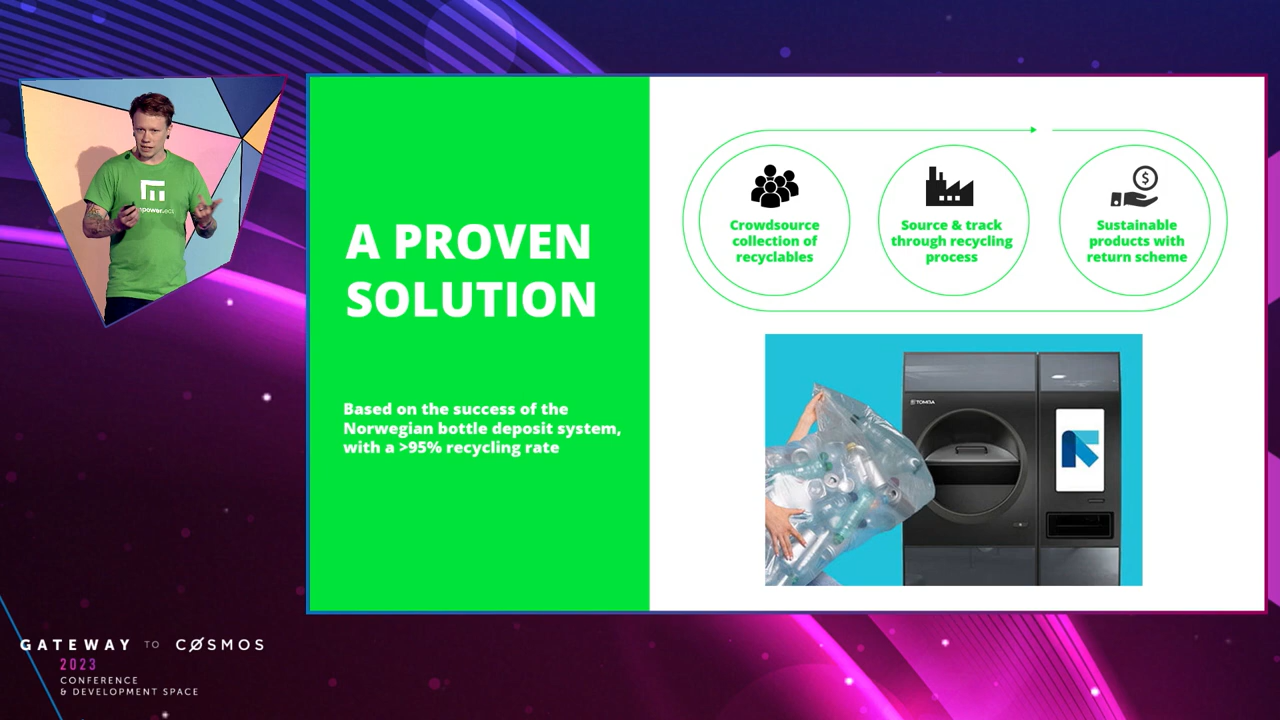 A PROVEN
SOLUTION
Based on the success of the
Norwegian bottle deposit system,
with a >95% recycling rate
Crowdsource
collection of
recyclables
Source & track
through recycling
process
$
Sustainable
products with
return scheme
TOMRA
GATEWAY TO CØSMOS
2023
CONFERENCE
& DEVELOPMENT SPACE